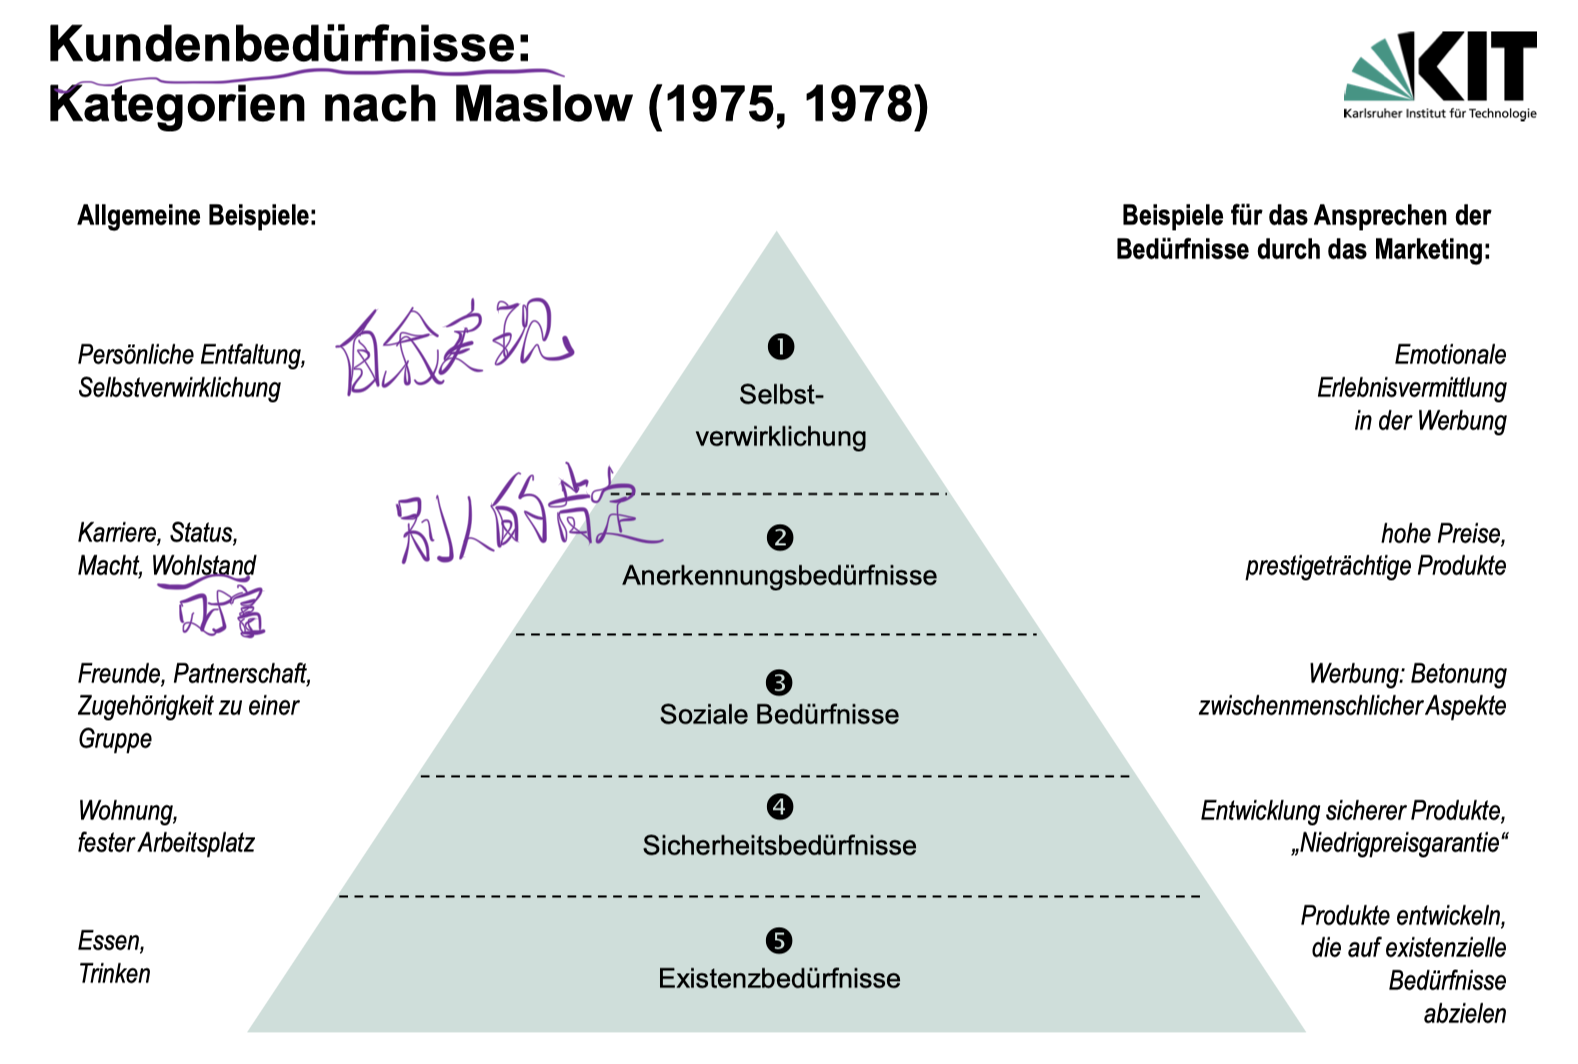 Kundenbedürfnisse:
Kategorien nach Maslow (1975, 1978)
KIT
Karlsruher Institut für Technologie
Allgemeine Beispiele:
Beispiele für das Ansprechen der
Bedürfnisse durch das Marketing:
Persönliche Entfaltung,
Selbstverwirklichung
自我实现
❶
Selbst-
verwirklichung
Emotionale
Erlebnisvermittlung
in der Werbung
Karriere, Status,
Macht, Wohlstand
财富
别人的肯定
❷
Anerkennungsbedürfnisse
hohe Preise,
prestigeträchtige Produkte
Freunde, Partnerschaft,
Zugehörigkeit zu einer
Gruppe
❸
Soziale Bedürfnisse
Werbung: Betonung
zwischenmenschlicher Aspekte
Wohnung,
fester Arbeitsplatz
❹
Sicherheitsbedürfnisse
Entwicklung sicherer Produkte,
„Niedrigpreisgarantie“
Essen,
Trinken
❺
Existenzbedürfnisse
Produkte entwickeln,
die auf existenzielle
Bedürfnisse
abzielen